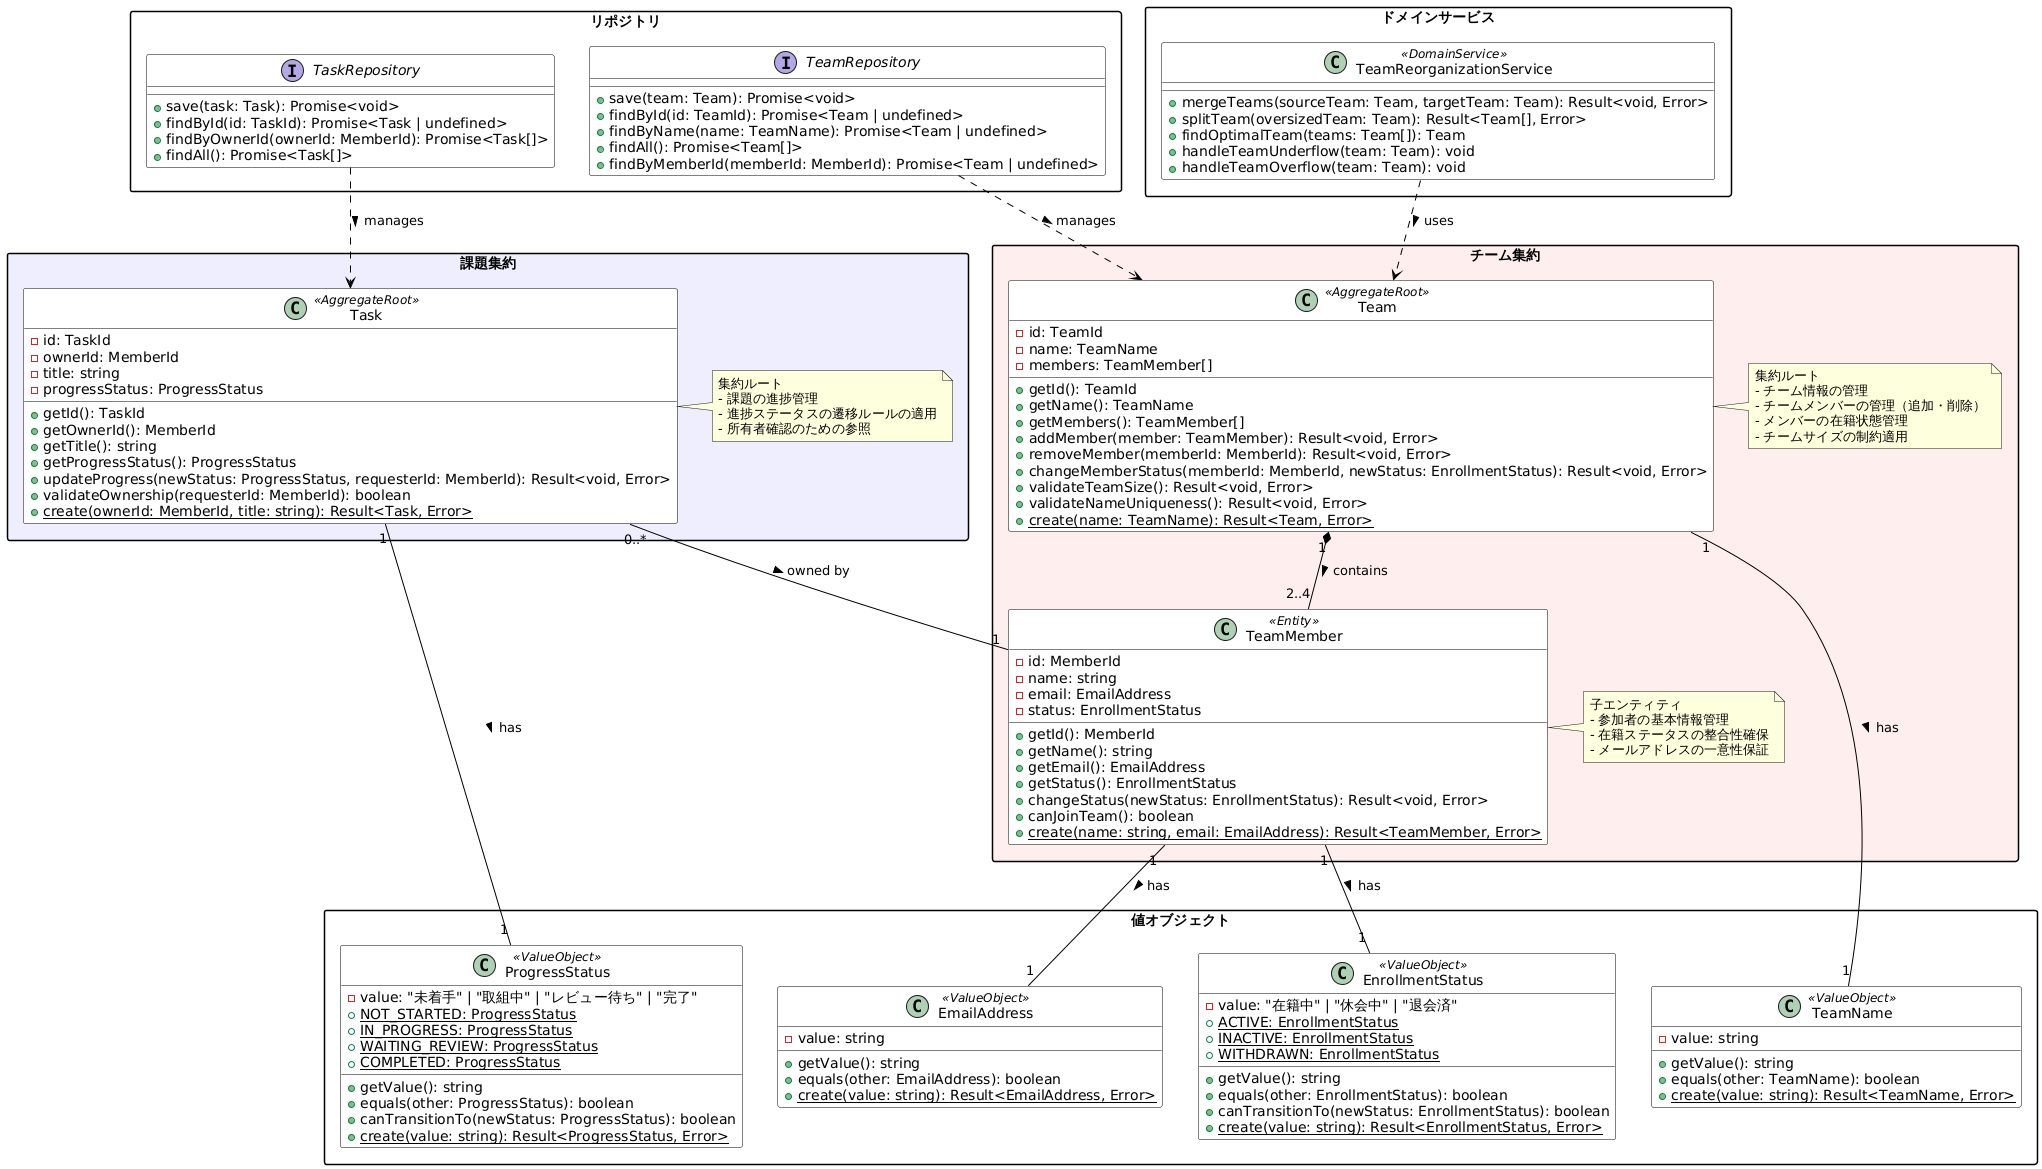 リポジトリ
TaskRepository
save(task: Task): Promise<void>
findById(id: TaskId): Promise<Task | undefined>
findByOwnerId(ownerId: MemberId): Promise<Task[]>
findAll(): Promise<Task[]>
TeamRepository
save(team: Team): Promise<void>
findById(id: TeamId): Promise<Team | undefined>
findByName(name: TeamName): Promise<Team | undefined>
findAll(): Promise<Team[]>
findByMemberId(memberId: MemberId): Promise<Team | undefined>
ドメインサービス
«DomainService»
TeamReorganizationService
mergeTeams(sourceTeam: Team, targetTeam: Team): Result<void, Error>
splitTeam(oversizedTeam: Team): Result<Team[], Error>
findOptimalTeam(teams: Team[]): Team
handleTeamUnderflow(team: Team): void
handleTeamOverflow(team: Team): void
manages
manages
uses
課題集約
«AggregateRoot»
Task
id: TaskId
ownerId: MemberId
title: string
progressStatus: ProgressStatus
getId(): TaskId
getOwnerId(): MemberId
getTitle(): string
getProgressStatus(): ProgressStatus
updateProgress(newStatus: ProgressStatus, requesterId: MemberId): Result<void, Error>
validateOwnership(requesterId: MemberId): boolean
create(ownerId: MemberId, title: string): Result<Task, Error>
集約ルート
- 課題の進捗管理
- 進捗ステータスの遷移ルールの適用
- 所有者確認のための参照
チーム集約
«AggregateRoot»
Team
id: TeamId
name: TeamName
members: TeamMember[]
getId(): TeamId
getName(): TeamName
getMembers(): TeamMember[]
addMember(member: TeamMember): Result<void, Error>
removeMember(memberId: MemberId): Result<void, Error>
changeMemberStatus(memberId: MemberId, newStatus: EnrollmentStatus): Result<void, Error>
validateTeamSize(): Result<void, Error>
validateNameUniqueness(): Result<void, Error>
create(name: TeamName): Result<Team, Error>
集約ルート
- チーム情報の管理
- チームメンバーの管理（追加・削除）
- メンバーの在籍状態管理
- チームサイズの制約適用
1
0..*
owned by
1
1
contains
2..4
1
«Entity»
TeamMember
id: MemberId
name: string
email: EmailAddress
status: EnrollmentStatus
getId(): MemberId
getName(): string
getEmail(): EmailAddress
getStatus(): EnrollmentStatus
changeStatus(newStatus: EnrollmentStatus): Result<void, Error>
canJoinTeam(): boolean
create(name: string, email: EmailAddress): Result<TeamMember, Error>
子エンティティ
- 参加者の基本情報管理
- 在籍ステータスの整合性確保
- メールアドレスの一意性保証
has
has
1
has
1
has
値オブジェクト
1
1
1
1
«ValueObject»
ProgressStatus
value: "未着手" | "取組中" | "レビュー待ち" | "完了"
NOT_STARTED: ProgressStatus
IN_PROGRESS: ProgressStatus
WAITING_REVIEW: ProgressStatus
COMPLETED: ProgressStatus
getValue(): string
equals(other: ProgressStatus): boolean
canTransitionTo(newStatus: ProgressStatus): boolean
create(value: string): Result<ProgressStatus, Error>
«ValueObject»
EmailAddress
value: string
getValue(): string
equals(other: EmailAddress): boolean
create(value: string): Result<EmailAddress, Error>
«ValueObject»
EnrollmentStatus
value: "在籍中" | "休会中" | "退会済"
ACTIVE: EnrollmentStatus
INACTIVE: EnrollmentStatus
WITHDRAWN: EnrollmentStatus
getValue(): string
equals(other: EnrollmentStatus): boolean
canTransitionTo(newStatus: EnrollmentStatus): boolean
create(value: string): Result<EnrollmentStatus, Error>
«ValueObject»
TeamName
value: string
getValue(): string
equals(other: TeamName): boolean
create(value: string): Result<TeamName, Error>